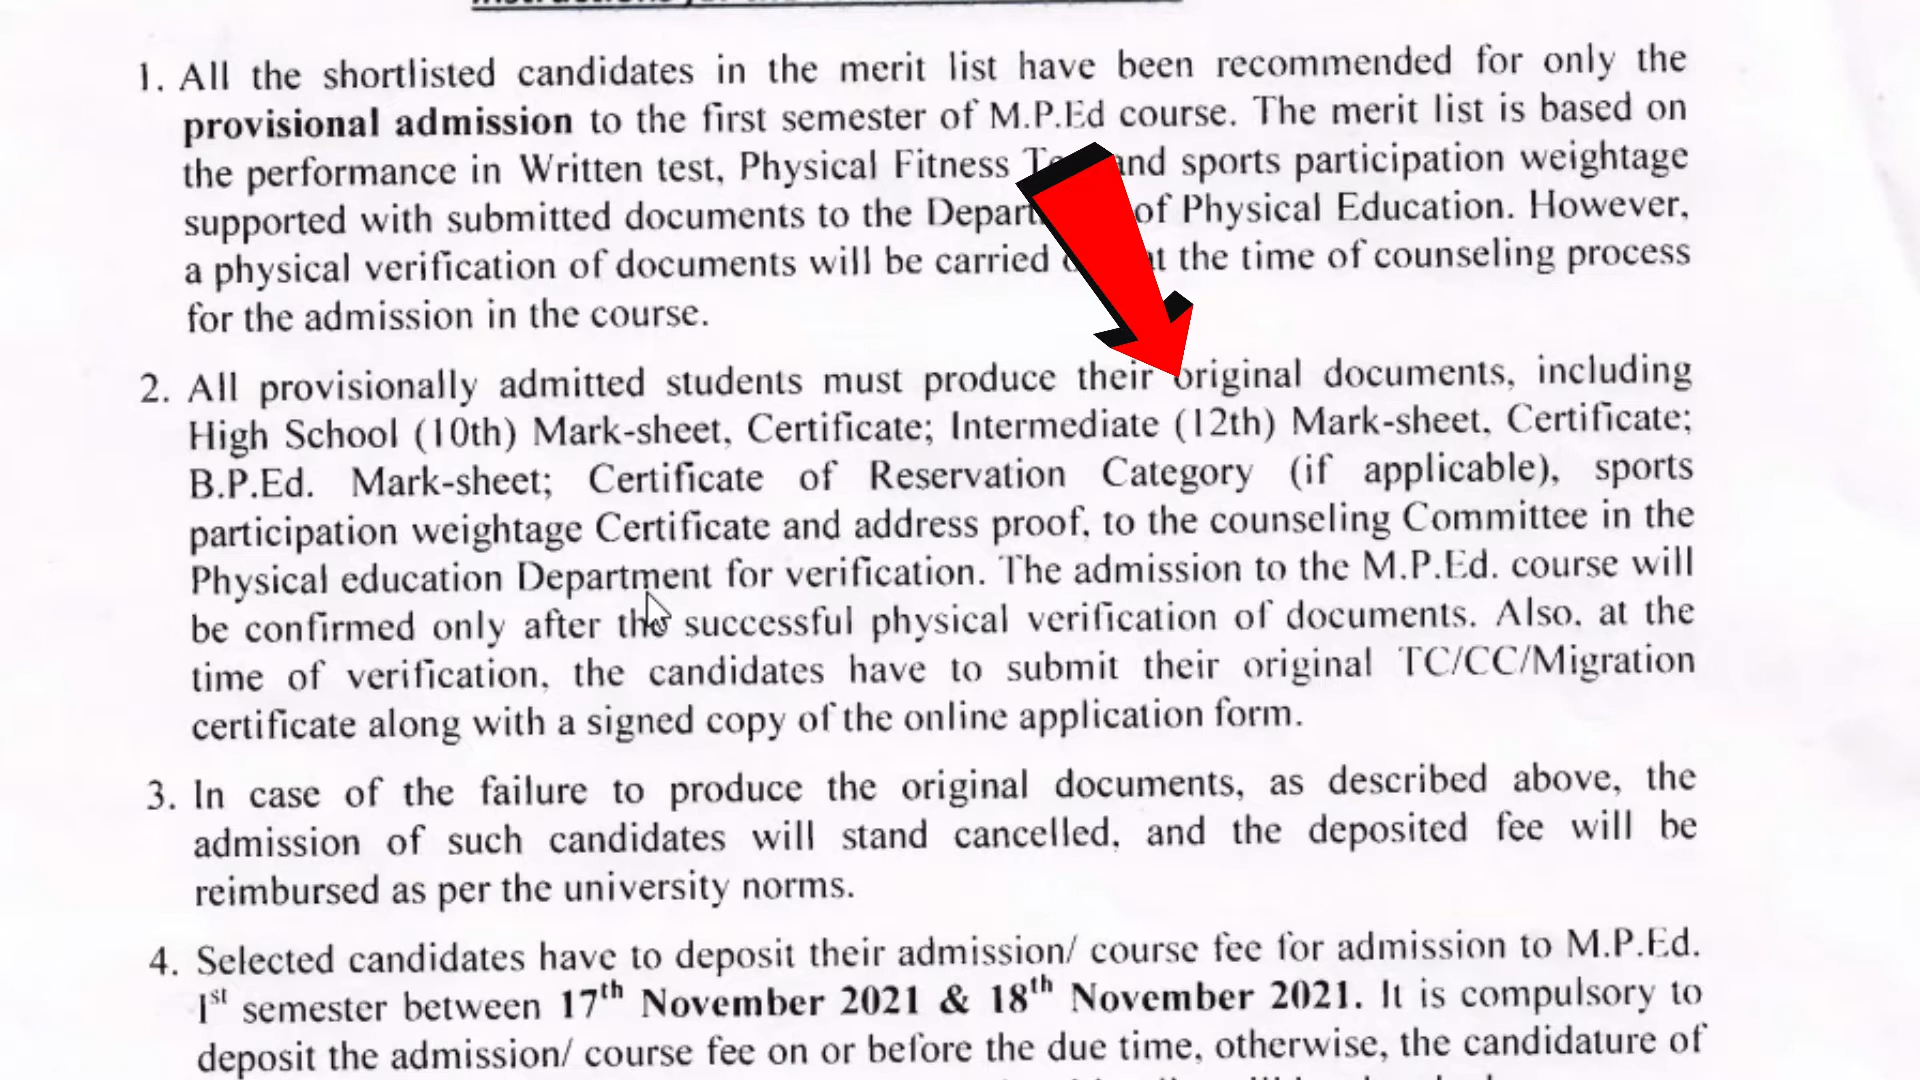 1. All the shortlisted candidates in the merit list have been recommended for only the
provisional admission to the first semester of M.P.Ed course. The merit list is based on
the performance in Written test, Physical Fitness and sports participation weightage
supported with submitted documents to the of Physical Education. However,
a physical verification of documents will be carried the time of counseling process
for the admission in the course.
2. All provisionally admitted students must produce their original documents, including
High School (10th) Mark-sheet, Certificate; Intermediate (12th) Mark-sheet, Certificate;
B.P.Ed. Mark-sheet; Certificate of Reservation Category (if applicable), sports
participation weightage Certificate and address proof, to the counseling Committee in the
Physical education Department for verification. The admission to the M.P.Ed. course will
be confirmed only after the successful physical verification of documents. Also, at the
time of verification, the candidates have to submit their original TC/CC/Migration
certificate along with a signed copy of the online application form.
3. In case of the failure to produce the original documents, as described above, the
admission of such candidates will stand cancelled, and the deposited fee will be
reimbursed as per the university norms.
4. Selected candidates have to deposit their admission/ course fee for admission to M.P.Ed.
1st semester between 17th November 2021 & 18th November 2021. It is compulsory to
deposit the admission/ course fee on or before the due time, otherwise, the candidature of